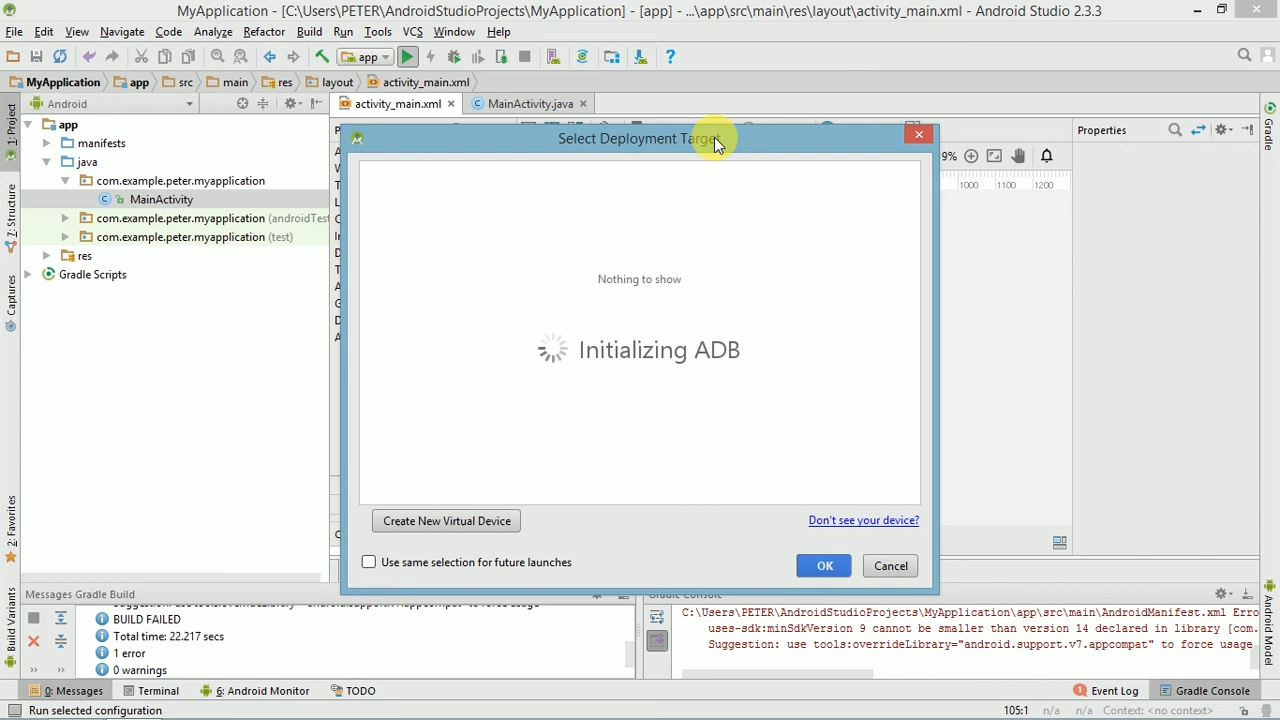 MyApplication - [C:\Users\PETER\AndroidStudioProjects\MyApplication] - [app] - ...\app\src\main\res\layout\activity_main.xml - Android Studio 2.3.3
File Edit View Navigate Code Analyze Refactor Build Run Tools VCS Window Help
app
MyApplication app src main res layout activity_main.xml
1: Project
Z: Structure
Captures
2: Favorites
Build Variants
Android
app
manifests
java
com.example.peter.myapplication
MainActivity
com.example.peter.myapplication (androidTest
com.example.peter.myapplication (test)
res
Gradle Scripts
activity_main.xml MainActivity.java
Select Deployment Target
Nothing to show
Initializing ADB
Create New Virtual Device
Don't see your device?
Use same selection for future launches
OK Cancel
9%
1000 1100 1200
Properties
Gradle
Android Model
Messages Gradle Build
BUILD FAILED
Total time: 22.217 secs
1 error
0 warnings
Gradle Console
C:\Users\PETER\AndroidStudioProjects\MyApplication\app\src\main\AndroidManifest.xml Erro
uses-sdk:minSdkVersion 9 cannot be smaller than version 14 declared in library [com.
Suggestion: use tools:overrideLibrary="android.support.v7.appcompat" to force usage
0: Messages Terminal 6: Android Monitor TODO
1 Event Log Gradle Console
Run selected configuration
105:1 n/a n/a Context: <no context>